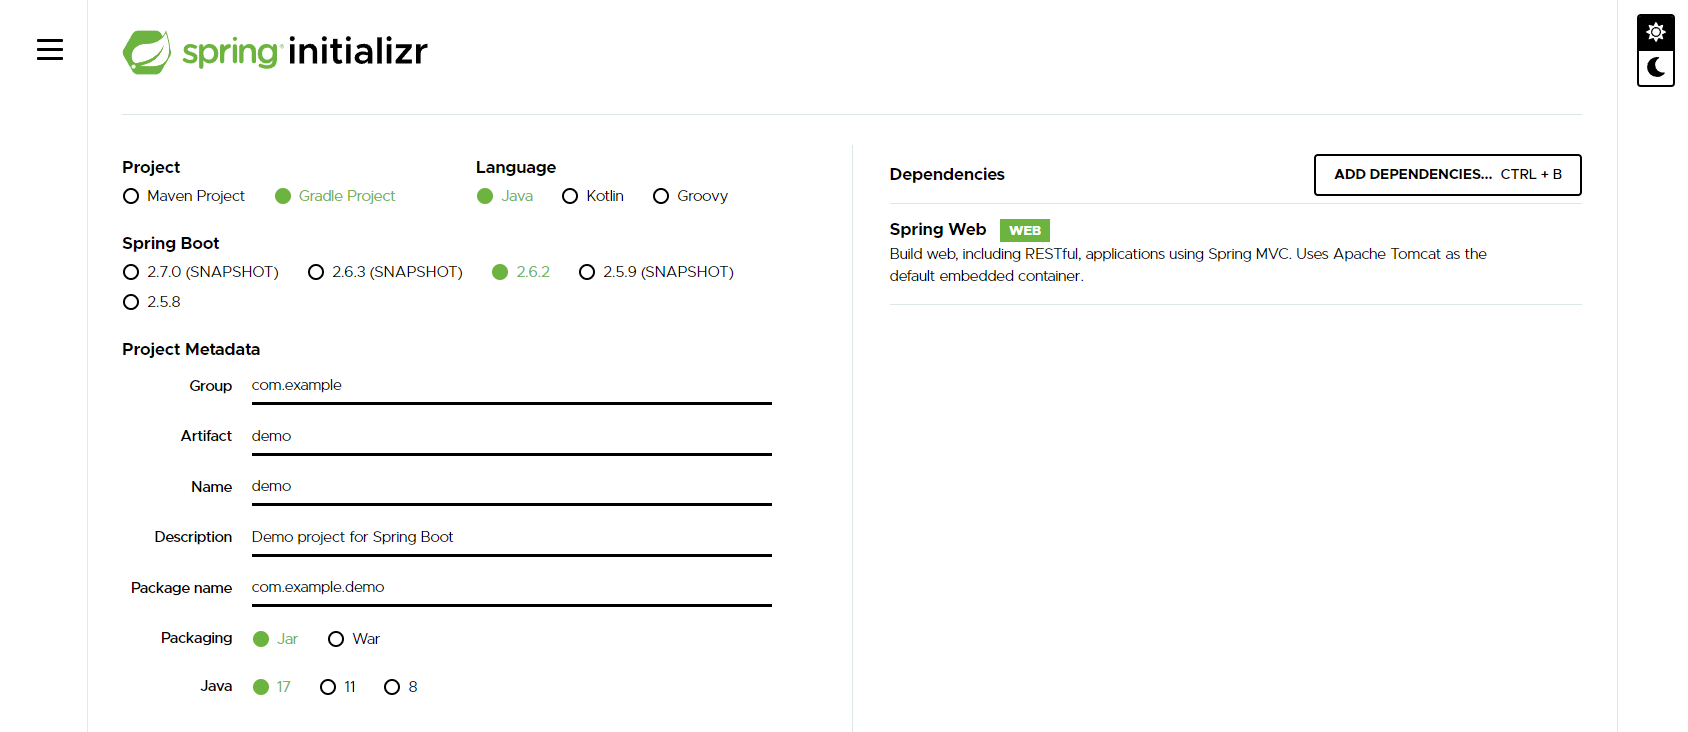 spring initializr
Project
Maven Project Gradle Project
Language
Java Kotlin Groovy
Spring Boot
2.7.0 (SNAPSHOT) 2.6.3 (SNAPSHOT) 2.6.2 2.5.9 (SNAPSHOT)
2.5.8
Project Metadata
Group com.example
Artifact demo
Name demo
Description Demo project for Spring Boot
Package name com.example.demo
Packaging Jar War
Java 17 11 8
Dependencies
ADD DEPENDENCIES... CTRL + B
Spring Web WEB
Build web, including RESTful, applications using Spring MVC. Uses Apache Tomcat as the
default embedded container.